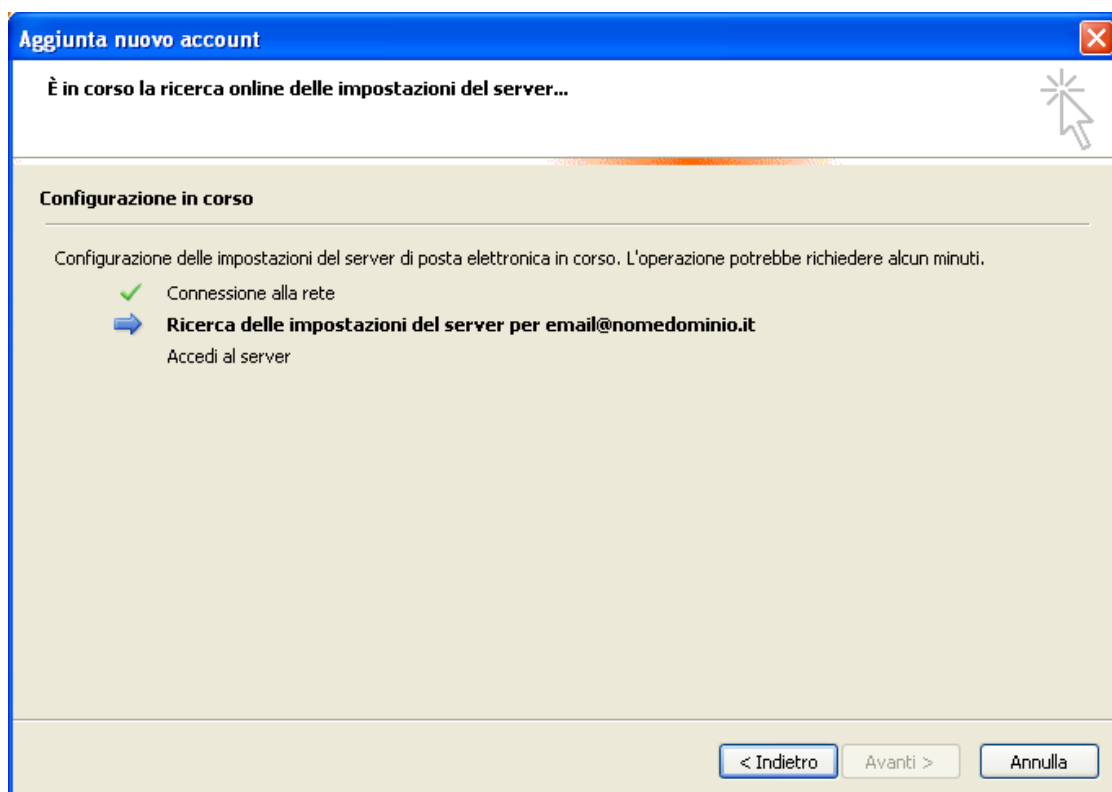 Aggiunta nuovo account
È in corso la ricerca online delle impostazioni del server...
Configurazione in corso
Configurazione delle impostazioni del server di posta elettronica in corso. L'operazione potrebbe richiedere alcun minuti.
Connessione alla rete
Ricerca delle impostazioni del server per email@nomedominio.it
Accedi al server
< Indietro
Avanti >
Annulla